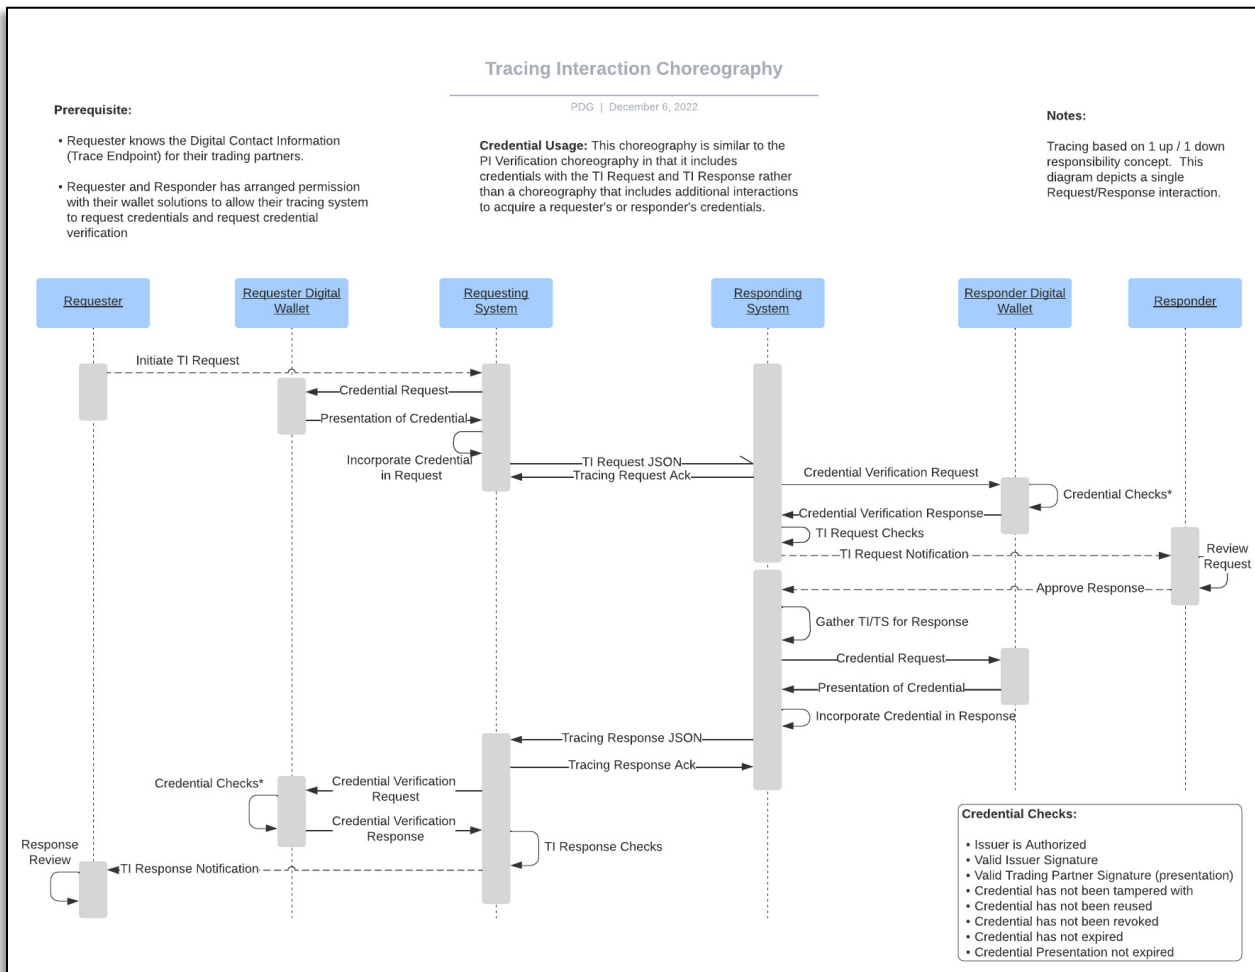 Tracing Interaction Choreography
PDG | December 6, 2022
Prerequisite:
• Requester knows the Digital Contact Information
(Trace Endpoint) for their trading partners.
• Requester and Responder has arranged permission
with their wallet solutions to allow their tracing system
to request credentials and request credential
verification
Credential Usage: This choreography is similar to the
PI Verification choreography in that it includes
credentials with the TI Request and TI Response rather
than a choreography that includes additional interactions
to acquire a requester's or responder's credentials.
Notes:
Tracing based on 1 up / 1 down
responsibility concept. This
diagram depicts a single
Request/Response interaction.
Requester
Requester Digital
Wallet
Requesting
System
Responding
System
Responder Digital
Wallet
Responder
Initiate TI Request
Credential Request
Presentation of Credential
Incorporate Credential
in Request
TI Request JSON
Tracing Request Ack
Credential Verification Request
Credential Checks*
Credential Verification Response
TI Request Checks
TI Request Notification
Review
Request
Approve Response
Gather TI/TS for Response
Credential Request
Presentation of Credential
Incorporate Credential in Response
Tracing Response JSON
Tracing Response Ack
Credential Verification
Request
Credential Checks*
Credential Verification
Response
TI Response Checks
TI Response Notification
Response
Review
Credential Checks:
• Issuer is Authorized
• Valid Issuer Signature
• Valid Trading Partner Signature (presentation)
• Credential has not been tampered with
• Credential has not been reused
• Credential has not been revoked
• Credential has not expired
• Credential Presentation not expired